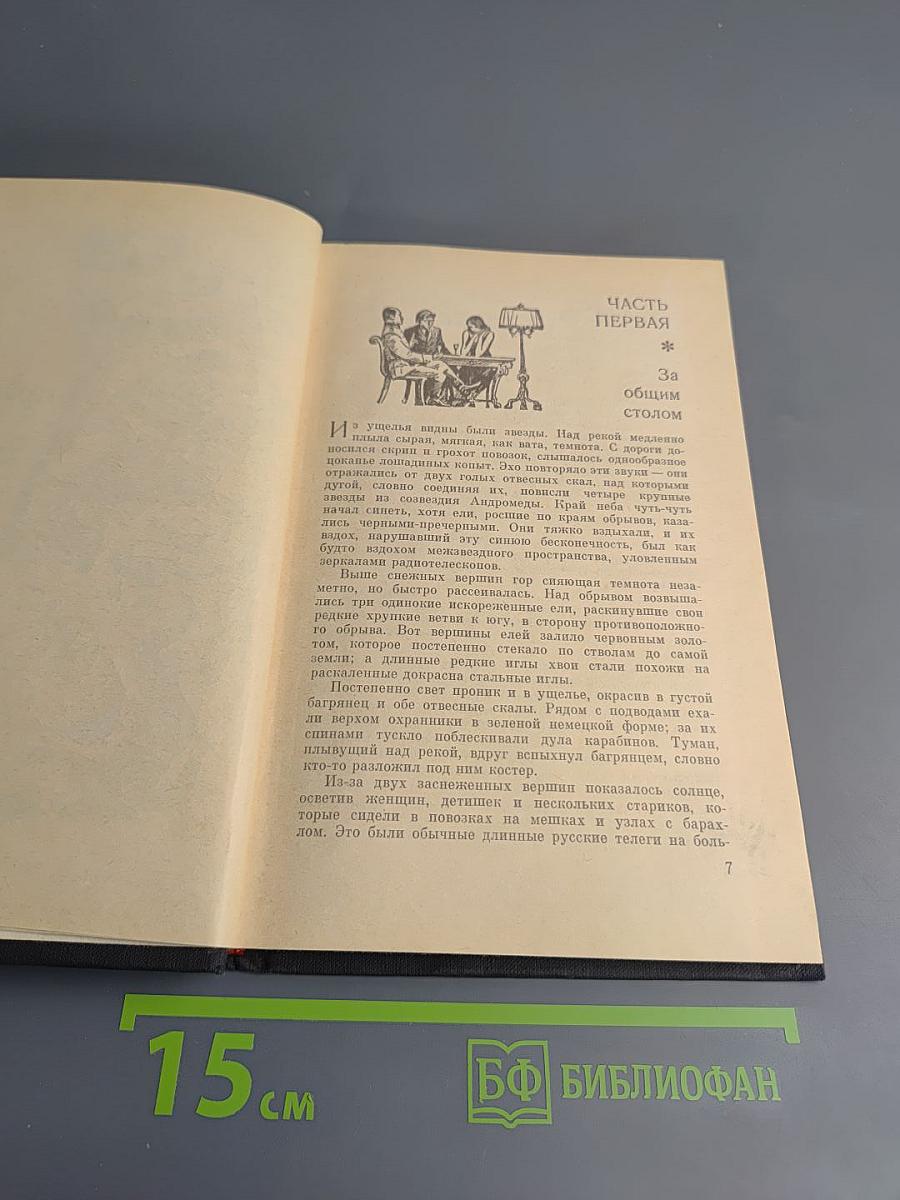 ЧАСТЬ
ПЕРВАЯ
*
За
общим
столом
Из ущелья видны были звезды. Над рекой медленно
плыла сырая, мягкая, как вата, темнота. С дороги до-
носился скрип и грохот повозок, слышалось однообразное
цоканье лошадиных копыт. Эхо повторяло эти звуки — они
отражались от двух голых отвесных скал, над которыми
дугой, словно соединяя их, повисли четыре крупные
звезды из созвездия Андромеды. Край неба чуть-чуть
начал синеть, хотя ели, росшие по краям обрывов, каза-
лись черными-пречерными. Они тяжко вздыхали, и их
вздох, нарушавший эту синюю бесконечность, был как
будто вздохом межзвездного пространства, уловленным
зеркалами радиотелескопов.
Выше снежных вершин гор сияющая темнота неза-
метно, но быстро рассеивалась. Над обрывом возвыша-
лись три одинокие искореженные ели, раскинувшие свои
редкие хрупкие ветви к югу, в сторону противоположно-
го обрыва. Вот вершины елей залило червонным золо-
том, которое постепенно стекало по стволам до самой
земли; а длинные редкие иглы хвои стали похожи на
раскаленные докрасна стальные иглы.
Постепенно свет проник и в ущелье, окрасив в густой
багрянец и обе отвесные скалы. Рядом с подводами еха-
ли верхом охранники в зеленой немецкой форме; за их
спинами тускло поблескивали дула карабинов. Туман,
плывущий над рекой, вдруг вспыхнул багрянцем, словно
кто-то разложил под ним костер.
Из-за двух заснеженных вершин показалось солнце,
осветив женщин, детишек и нескольких стариков, ко-
торые сидели в повозках на мешках и узлах с барах-
лом. Это были обычные длинные русские телеги на боль-
7
15 см
БФ БИБЛИОФАН